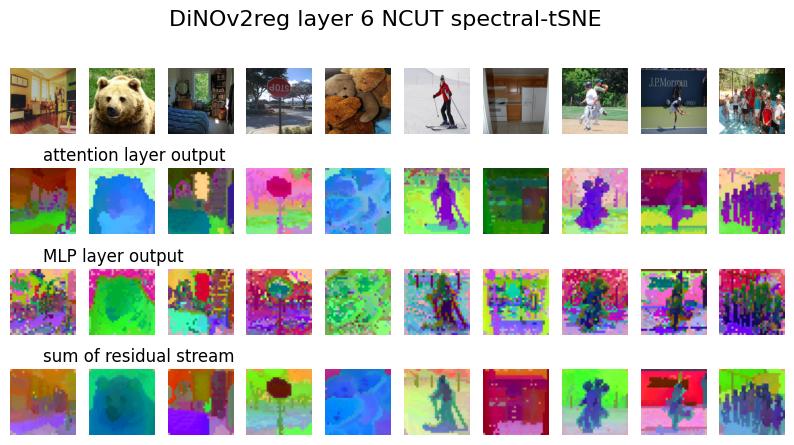 DiNOv2reg layer 6 NCUT spectral-tSNE
STOP
J.P.Morgan
attention layer output
MLP layer output
sum of residual stream